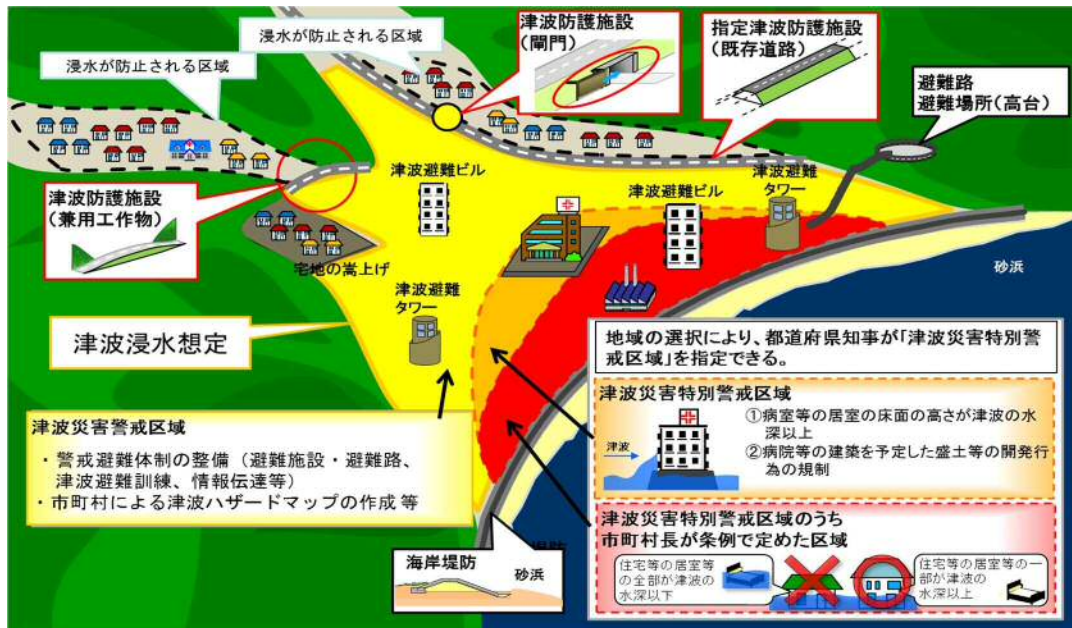 浸水が防止される区域
浸水が防止される区域
津波防護施設
(閘門)
指定津波防護施設
(既存道路)
避難路
避難場所(高台)
津波防護施設
(兼用工作物)
津波避難ビル
津波避難ビル
津波避難
タワー
宅地の嵩上げ
砂浜
津波避難
タワー
津波浸水想定
地域の選択により、都道府県知事が「津波災害特別警
戒区域」を指定できる。
津波災害警戒区域
・警戒避難体制の整備(避難施設・避難路、
津波避難訓練、情報伝達等)
・市町村による津波ハザードマップの作成 等
津波災害特別警戒区域
津波
①病室等の居室の床面の高さが津波の水
深以上
②病院等の建築を予定した盛土等の開発行
為の規制
津波災害特別警戒区域のうち
市町村長が条例で定めた区域
住宅等の居室等
の全部が津波の
水深以下
住宅等の居室等の一
部が津波の
水深以上
海岸堤防
砂浜